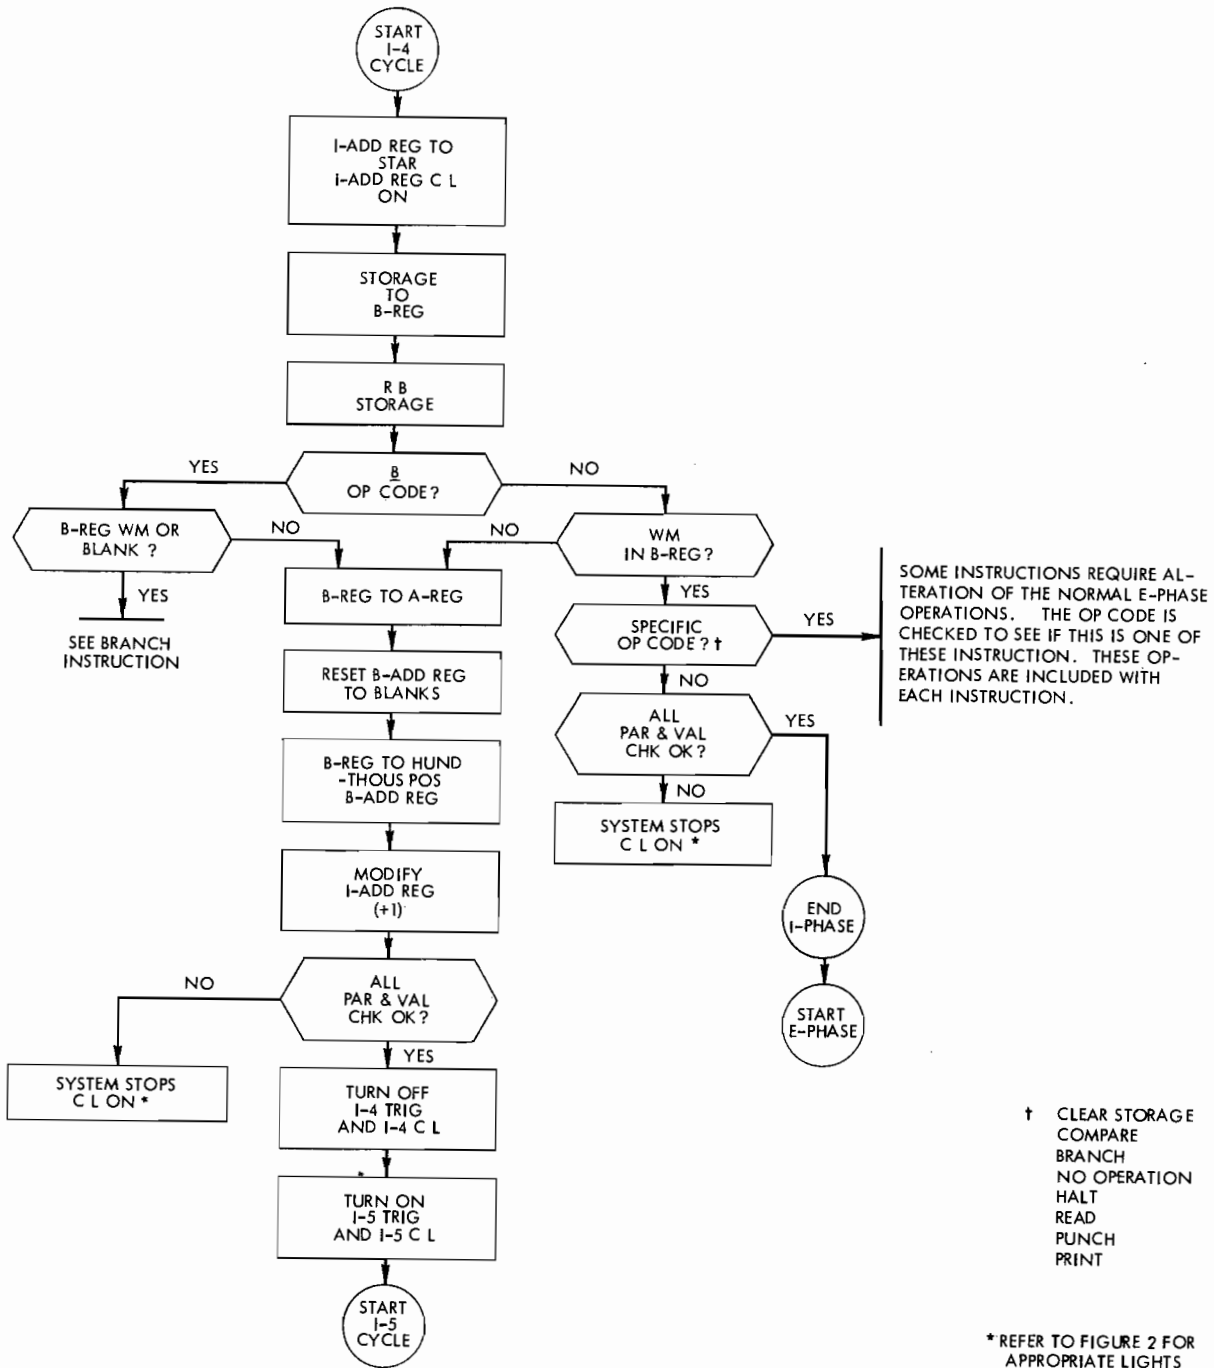 START
I-4
CYCLE
I-ADD REG TO
STAR
i-ADD REG C L
ON
STORAGE
TO
B-REG
R B
STORAGE
B
OP CODE?
YES
NO
B-REG WM OR
BLANK ?
NO
YES
SEE BRANCH
INSTRUCTION
WM
IN B-REG?
NO
YES
B-REG TO A-REG
SPECIFIC
OP CODE?†
YES
NO
SOME INSTRUCTIONS REQUIRE AL-
TERATION OF THE NORMAL E-PHASE
OPERATIONS. THE OP CODE IS
CHECKED TO SEE IF THIS IS ONE OF
THESE INSTRUCTION. THESE OP-
ERATIONS ARE INCLUDED WITH
EACH INSTRUCTION.
RESET B-ADD REG
TO BLANKS
ALL
PAR & VAL
CHK OK?
YES
NO
B-REG TO HUND
-THOUS POS
B-ADD REG
SYSTEM STOPS
C L ON *
MODIFY
I-ADD REG
(+1)
END
I-PHASE
START
E-PHASE
ALL
PAR & VAL
CHK OK?
NO
YES
SYSTEM STOPS
C L ON *
TURN OFF
I-4 TRIG
AND I-4 C L
TURN ON
I-5 TRIG
AND I-5 C L
START
I-5
CYCLE
† CLEAR STORAGE
COMPARE
BRANCH
NO OPERATION
HALT
READ
PUNCH
PRINT
* REFER TO FIGURE 2 FOR
APPROPRIATE LIGHTS